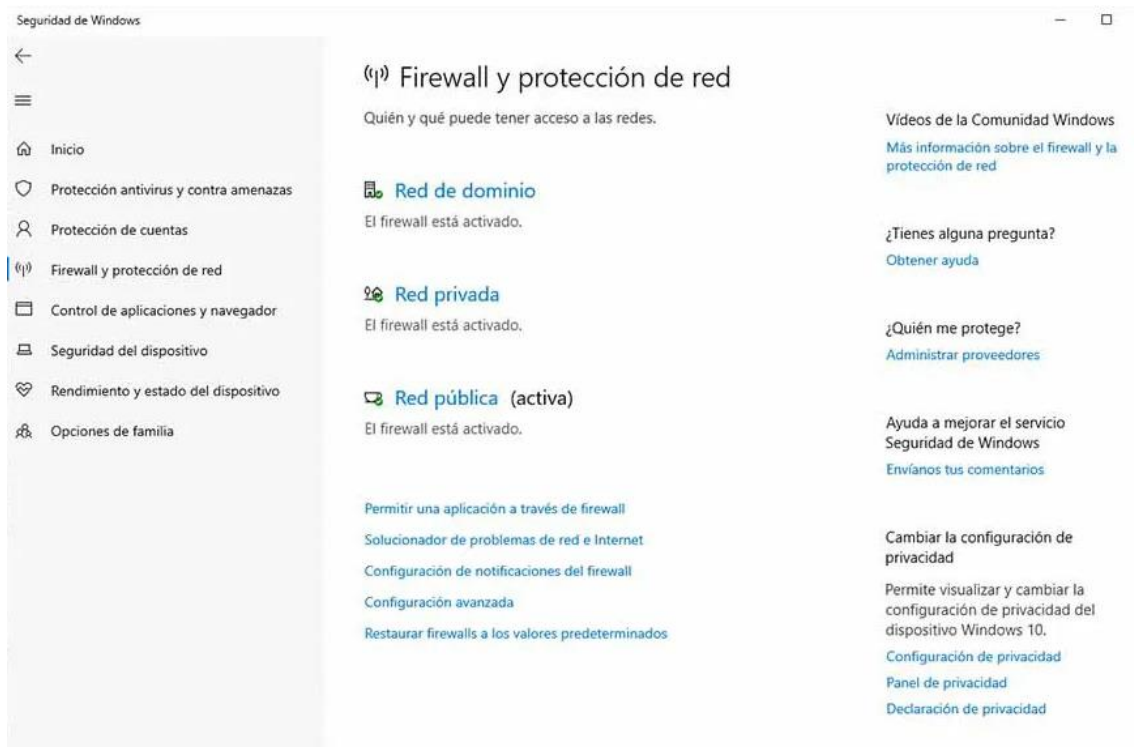 Seguridad de Windows
Inicio
Protección antivirus y contra amenazas
Protección de cuentas
Firewall y protección de red
Control de aplicaciones y navegador
Seguridad del dispositivo
Rendimiento y estado del dispositivo
Opciones de familia
Firewall y protección de red
Quién y qué puede tener acceso a las redes.
Red de dominio
El firewall está activado.
Red privada
El firewall está activado.
Red pública (activa)
El firewall está activado.
Permitir una aplicación a través de firewall
Solucionador de problemas de red e Internet
Configuración de notificaciones del firewall
Configuración avanzada
Restaurar firewalls a los valores predeterminados
Vídeos de la Comunidad Windows
Más información sobre el firewall y la
protección de red
¿Tienes alguna pregunta?
Obtener ayuda
¿Quién me protege?
Administrar proveedores
Ayuda a mejorar el servicio
Seguridad de Windows
Envíanos tus comentarios
Cambiar la configuración de
privacidad
Permite visualizar y cambiar la
configuración de privacidad del
dispositivo Windows 10.
Configuración de privacidad
Panel de privacidad
Declaración de privacidad